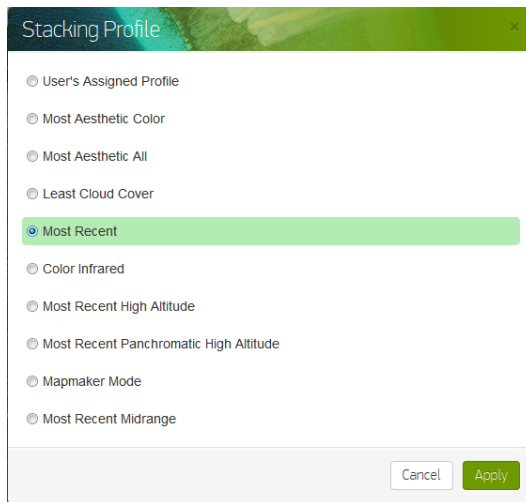 Stacking Profile ×
User's Assigned Profile
Most Aesthetic Color
Most Aesthetic All
Least Cloud Cover
Most Recent
Color Infrared
Most Recent High Altitude
Most Recent Panchromatic High Altitude
Mapmaker Mode
Most Recent Midrange
Cancel Apply